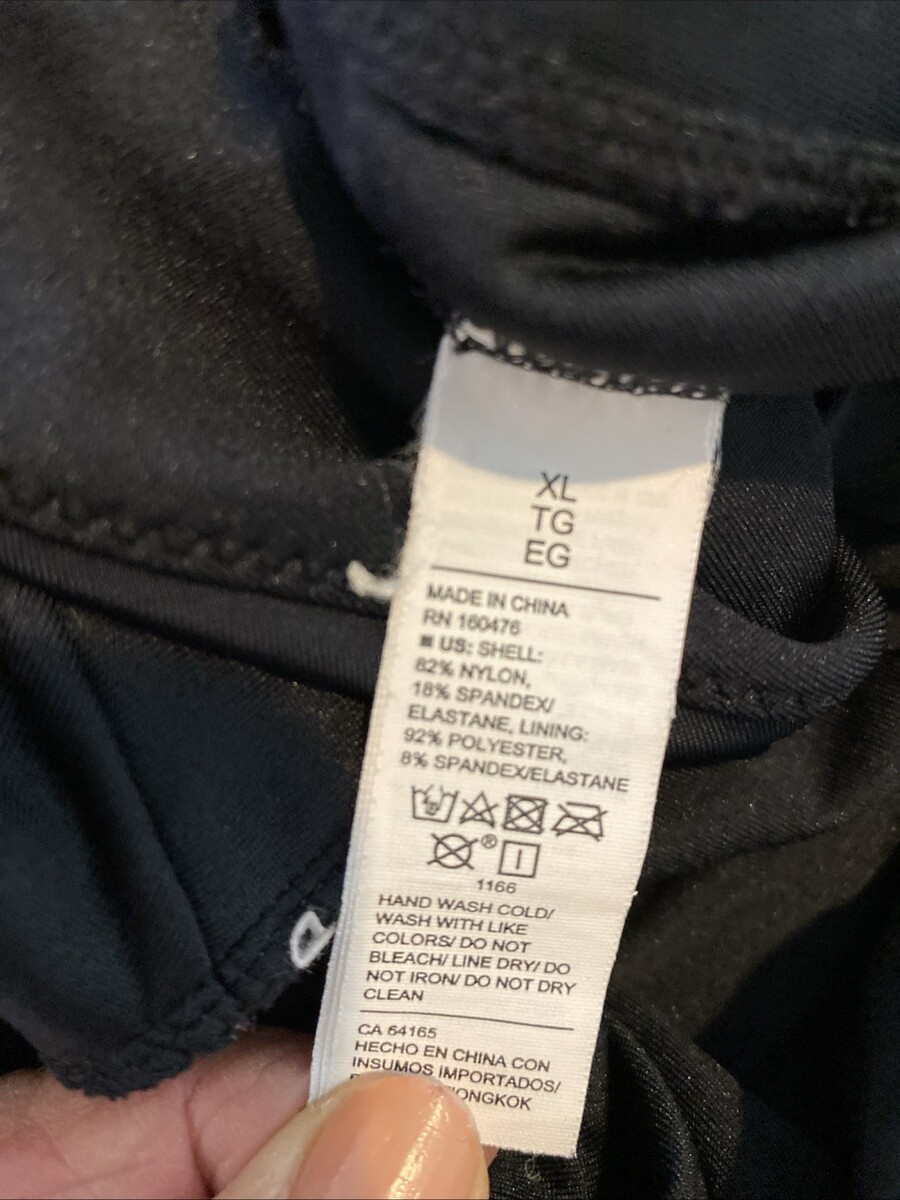 XL
TG
EG
MADE IN CHINA
RN 160476
US: SHELL:
82% NYLON,
18% SPANDEX/
ELASTANE, LINING:
92% POLYESTER,
8% SPANDEX/ELASTANE
®
1166
HAND WASH COLD/
WASH WITH LIKE
COLORS/ DO NOT
BLEACH/ LINE DRY/ DO
NOT IRON/ DO NOT DRY
CLEAN
CA 64165
HECHO EN CHINA CON
INSUMOS IMPORTADOS/